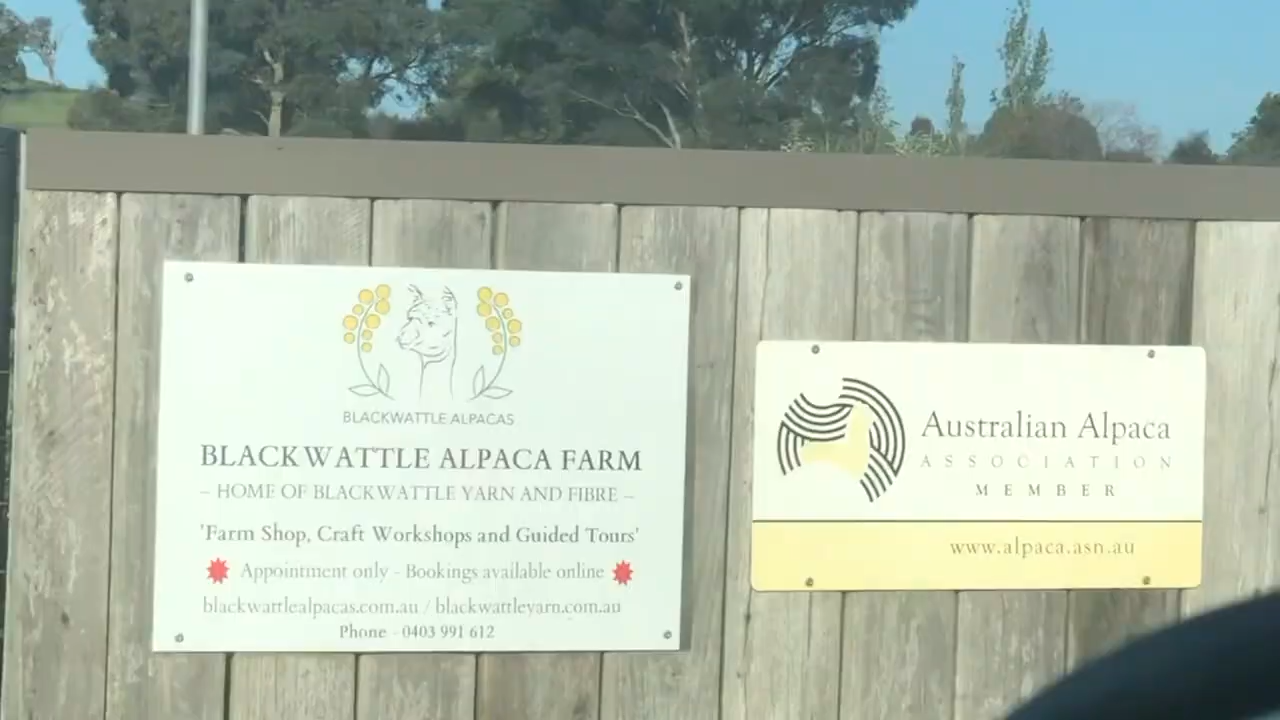 BLACKWATTLE ALPACAS
BLACKWATTLE ALPACA FARM
– HOME OF BLACKWATTLE YARN AND FIBRE –
'Farm Shop, Craft Workshops and Guided Tours'
Appointment only - Bookings available online
blackwattlealpacas.com.au / blackwattleyarn.com.au
Phone - 0403 991 612
Australian Alpaca
ASSOCIATION
MEMBER
www.alpaca.asn.au